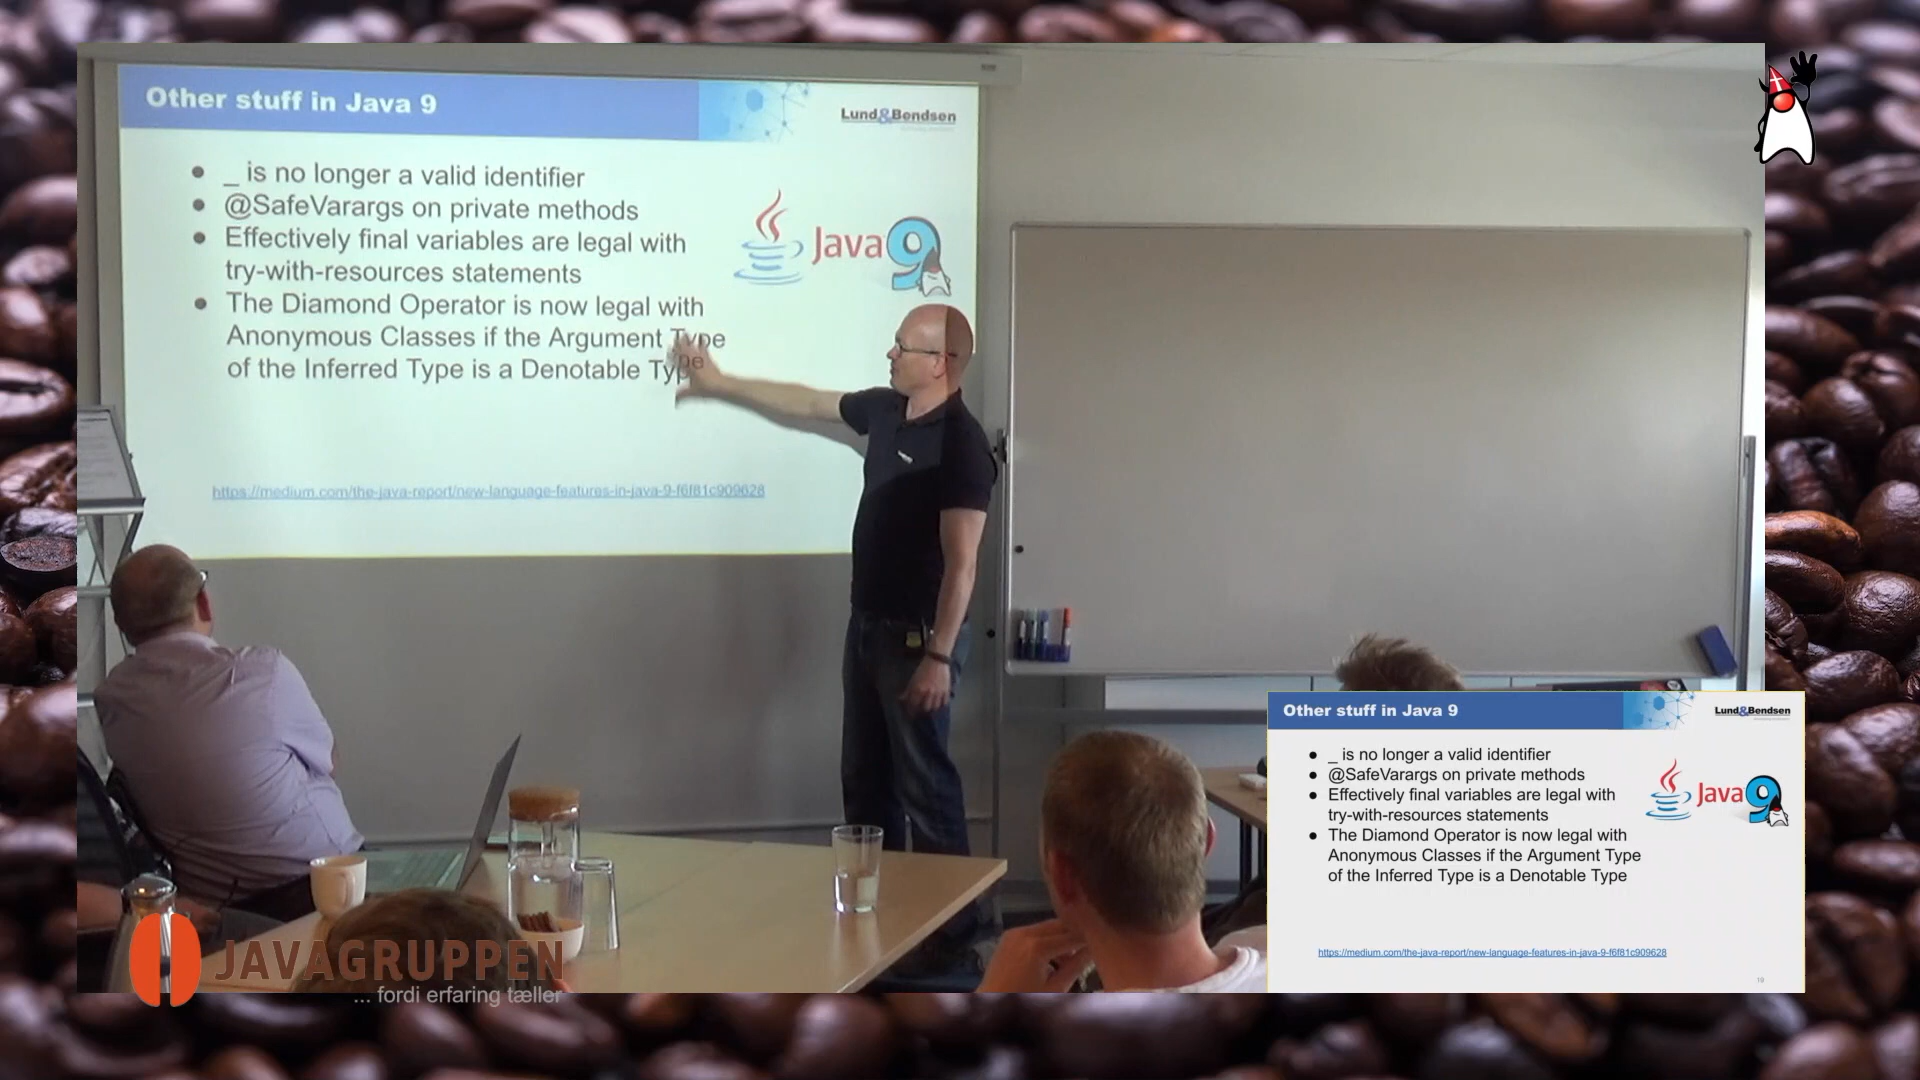 Other stuff in Java 9
Lund&Bendsen
● _ is no longer a valid identifier
● @SafeVarargs on private methods
● Effectively final variables are legal with
try-with-resources statements
● The Diamond Operator is now legal with
Anonymous Classes if the Argument Type
of the Inferred Type is a Denotable Type
Java 9
https://medium.com/the-java-report/new-language-features-in-java-9-f6f81c909628
Other stuff in Java 9
Lund&Bendsen
● _ is no longer a valid identifier
● @SafeVarargs on private methods
● Effectively final variables are legal with
try-with-resources statements
● The Diamond Operator is now legal with
Anonymous Classes if the Argument Type
of the Inferred Type is a Denotable Type
Java 9
https://medium.com/the-java-report/new-language-features-in-java-9-f6f81c909628
19
JAVAGRUPPEN
... fordi erfaring tæller